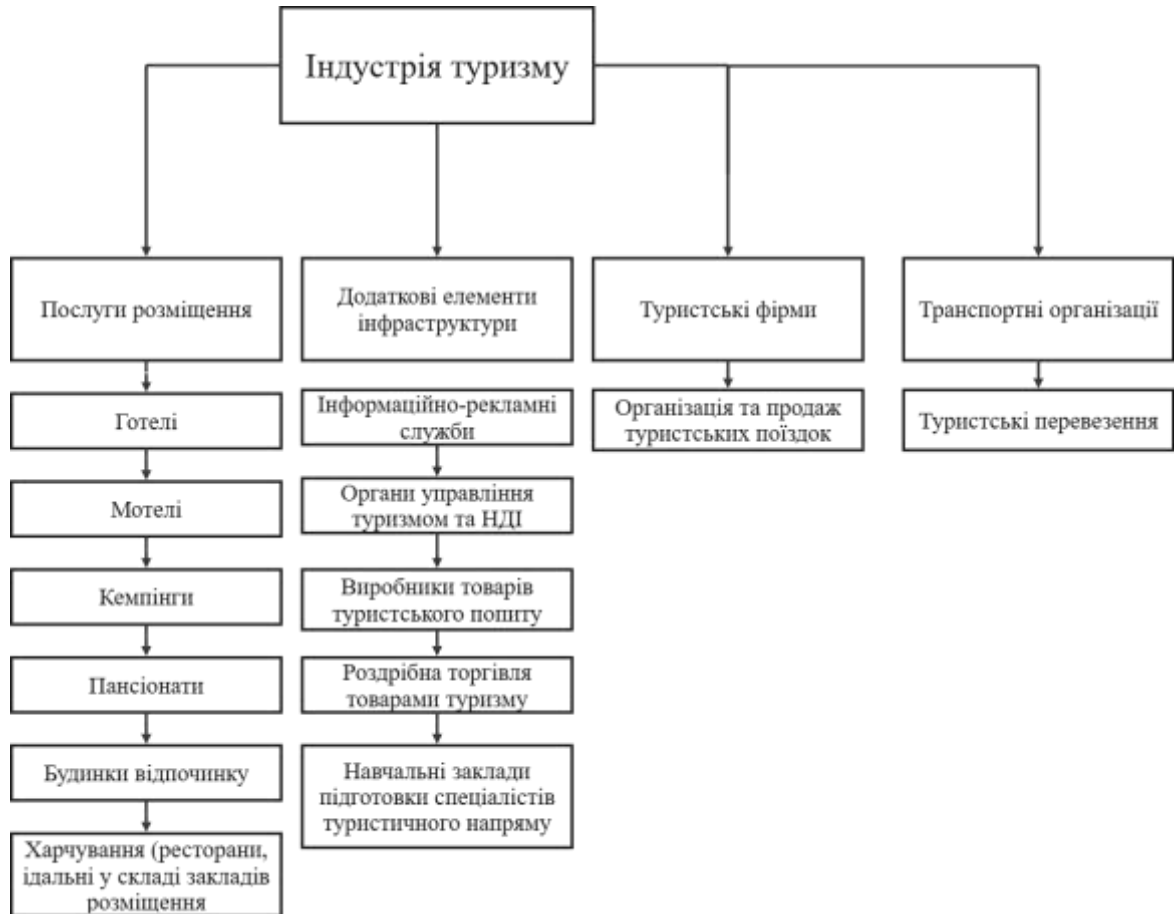 Індустрія туризму
Послуги розміщення
Готелі
Мотелі
Кемпінги
Пансіонати
Будинки відпочинку
Харчування (ресторани,
ідальні у складі закладів
розміщення
Додаткові елементи
інфраструктури
Інформаційно-рекламні
служби
Органи управління
туризмом та НДІ
Виробники товарів
туристського попиту
Роздрібна торгівля
товарами туризму
Навчальні заклади
підготовки спеціалістів
туристичного напряму
Туристські фірми
Організація та продаж
туристських поїздок
Транспортні організації
Туристські перевезення